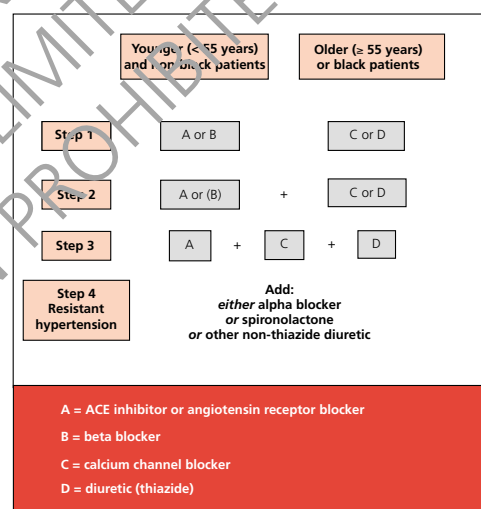 LIMITE
PROHIBITE
Younger (< 55 years)
and non-black patients
Older (≥ 55 years)
or black patients
Step 1
A or B
C or D
Step 2
A or (B)
+
C or D
Step 3
A
+
C
+
D
Step 4
Resistant
hypertension
Add:
either alpha blocker
or spironolactone
or other non-thiazide diuretic
A = ACE inhibitor or angiotensin receptor blocker
B = beta blocker
C = calcium channel blocker
D = diuretic (thiazide)